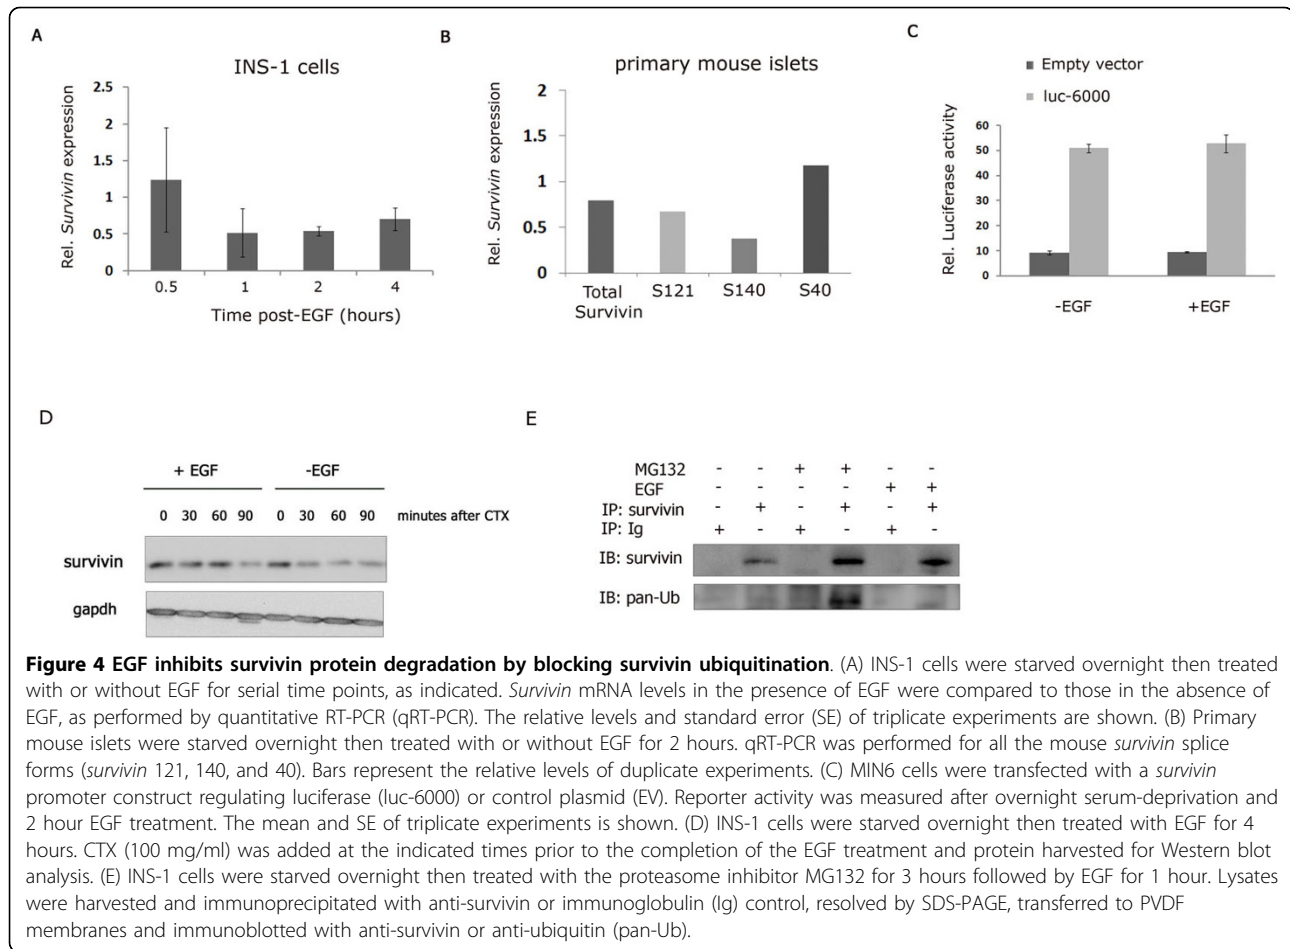 A
INS-1 cells
Rel. Survivin expression
2.5
2
1.5
1
0.5
0
0.5 1 2 4
Time post-EGF (hours)
B
primary mouse islets
Rel. Survivin expression
2
1.5
1
0.5
0
Total Survivin S121 S140 S40
C
Empty vector
luc-6000
Rel. Luciferase activity
60
50
40
30
20
10
0
-EGF +EGF
D
+ EGF -EGF
0 30 60 90 0 30 60 90 minutes after CTX
survivin
gapdh
E
MG132 - - + + - -
EGF - - - - + +
IP: survivin - + - + - +
IP: Ig + - + - + -
IB: survivin
IB: pan-Ub
Figure 4 EGF inhibits survivin protein degradation by blocking survivin ubiquitination. (A) INS-1 cells were starved overnight then treated
with or without EGF for serial time points, as indicated. Survivin mRNA levels in the presence of EGF were compared to those in the absence of
EGF, as performed by quantitative RT-PCR (qRT-PCR). The relative levels and standard error (SE) of triplicate experiments are shown. (B) Primary
mouse islets were starved overnight then treated with or without EGF for 2 hours. qRT-PCR was performed for all the mouse survivin splice
forms (survivin 121, 140, and 40). Bars represent the relative levels of duplicate experiments. (C) MIN6 cells were transfected with a survivin
promoter construct regulating luciferase (luc-6000) or control plasmid (EV). Reporter activity was measured after overnight serum-deprivation and
2 hour EGF treatment. The mean and SE of triplicate experiments is shown. (D) INS-1 cells were starved overnight then treated with EGF for 4
hours. CTX (100 mg/ml) was added at the indicated times prior to the completion of the EGF treatment and protein harvested for Western blot
analysis. (E) INS-1 cells were starved overnight then treated with the proteasome inhibitor MG132 for 3 hours followed by EGF for 1 hour. Lysates
were harvested and immunoprecipitated with anti-survivin or immunoglobulin (Ig) control, resolved by SDS-PAGE, transferred to PVDF
membranes and immunoblotted with anti-survivin or anti-ubiquitin (pan-Ub).